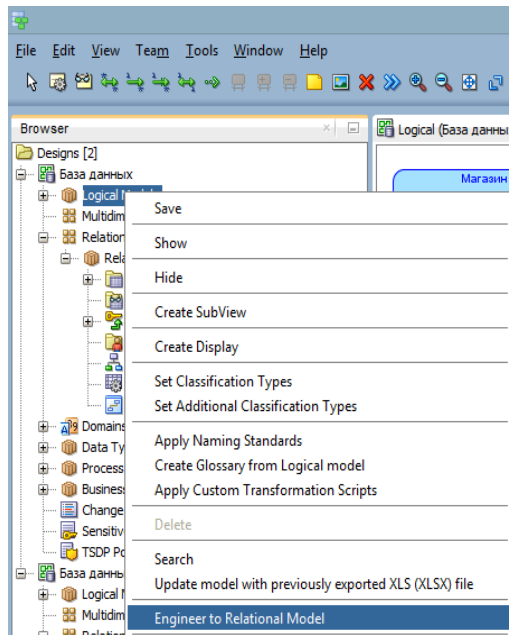 File Edit View Team Tools Window Help
Browser
Logical (База данны
Designs [2]
База данных
Магазин
Logical
Multidim
Relation
Rela
Domains
Data Ty
Process
Business
Change
Sensitiv
TSDP Po
База данны
Logical
Multidim
Save
Show
Hide
Create SubView
Create Display
Set Classification Types
Set Additional Classification Types
Apply Naming Standards
Create Glossary from Logical model
Apply Custom Transformation Scripts
Delete
Search
Update model with previously exported XLS (XLSX) file
Engineer to Relational Model